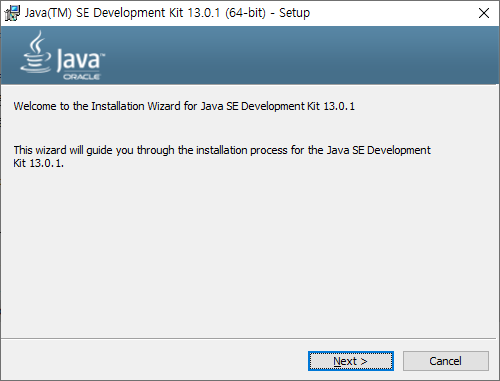 Java(TM) SE Development Kit 13.0.1 (64-bit) - Setup
Java
ORACLE
Welcome to the Installation Wizard for Java SE Development Kit 13.0.1
This wizard will guide you through the installation process for the Java SE Development
Kit 13.0.1.
Next >
Cancel